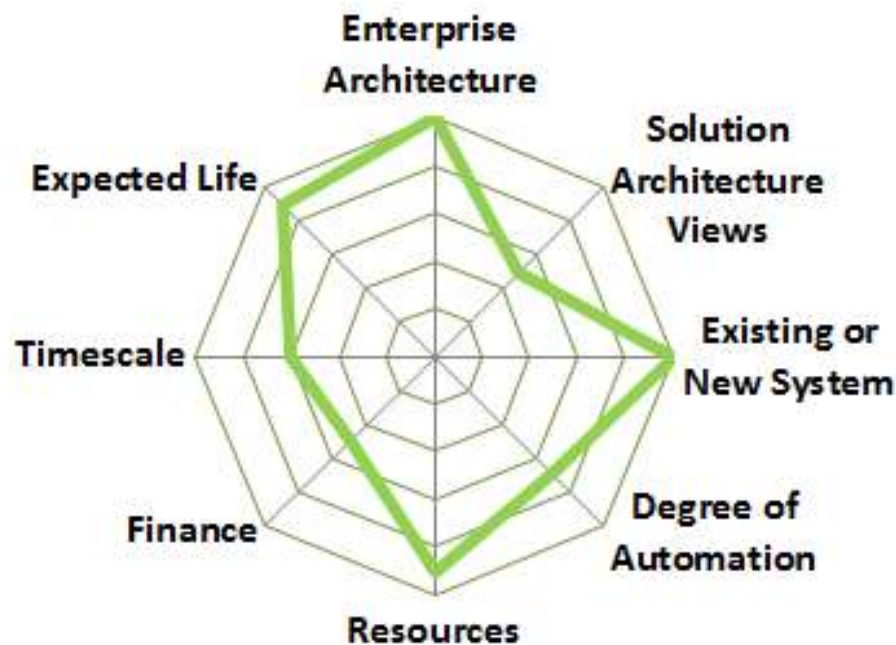 Enterprise
Architecture
Solution
Architecture
Views
Existing or
New System
Degree of
Automation
Resources
Finance
Timescale
Expected Life